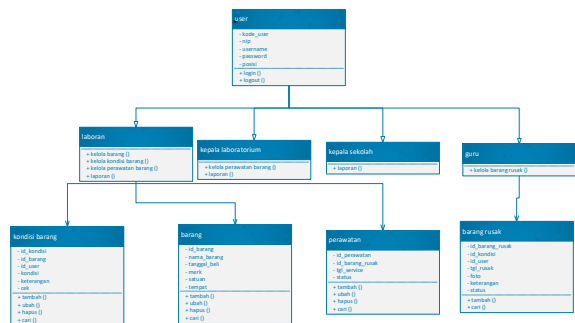 user
- kode_user
- nip
- username
- password
- posisi
+ login ()
+ logout ()
laboran
+ kelola barang ()
+ kelola kondisi barang ()
+ kelola perawatan barang ()
+ laporan ()
kepala laboratorium
+ kelola perawatan barang ()
+ laporan ()
kepala sekolah
+ laporan ()
guru
+ kelola barang rusak ()
kondisi barang
- id_kondisi
- id_barang
- id_user
- kondisi
- keterangan
- cek
+ tambah ()
+ ubah ()
+ hapus ()
+ cari ()
barang
- id_barang
- nama_barang
- tanggal_beli
- merk
- satuan
- tempat
+ tambah ()
+ ubah ()
+ hapus ()
+ cari ()
perawatan
- id_perawatan
- id_barang_rusak
- tgl_service
- status
+ tambah ()
+ ubah ()
+ hapus ()
+ cari ()
barang rusak
- id_barang_rusak
- id_kondisi
- id_user
- tgl_rusak
- foto
- keterangan
- status
+ tambah ()
+ cari ()